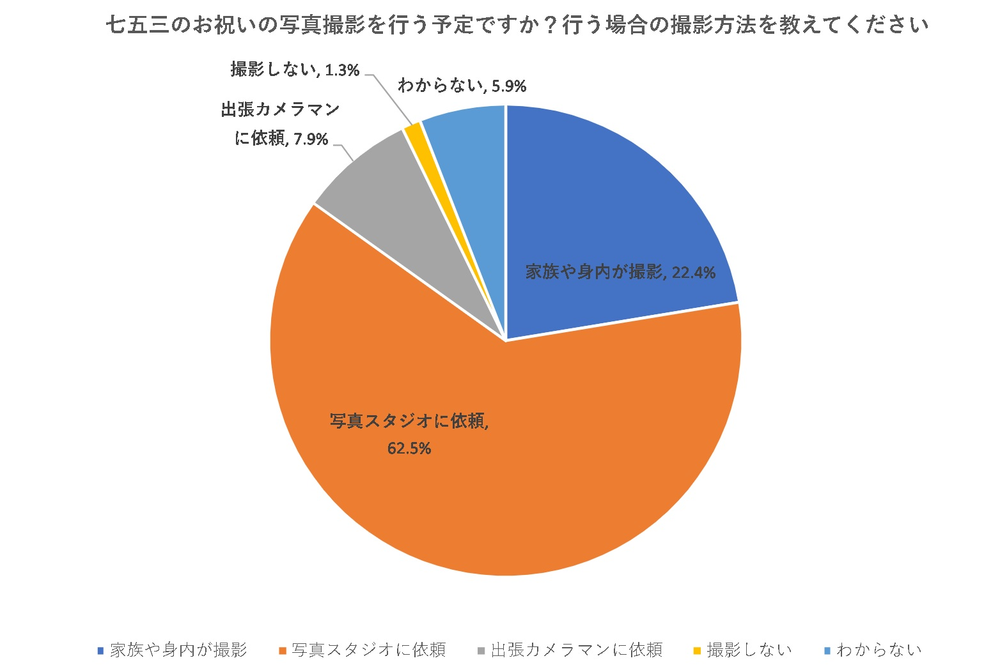 七五三のお祝いの写真撮影を行う予定ですか？行う場合の撮影方法を教えてください
撮影しない, 1.3%
わからない, 5.9%
出張カメラマン
に依頼, 7.9%
家族や身内が撮影, 22.4%
写真スタジオに依頼,
62.5%
家族や身内が撮影
写真スタジオに依頼
出張カメラマンに依頼
撮影しない
わからない